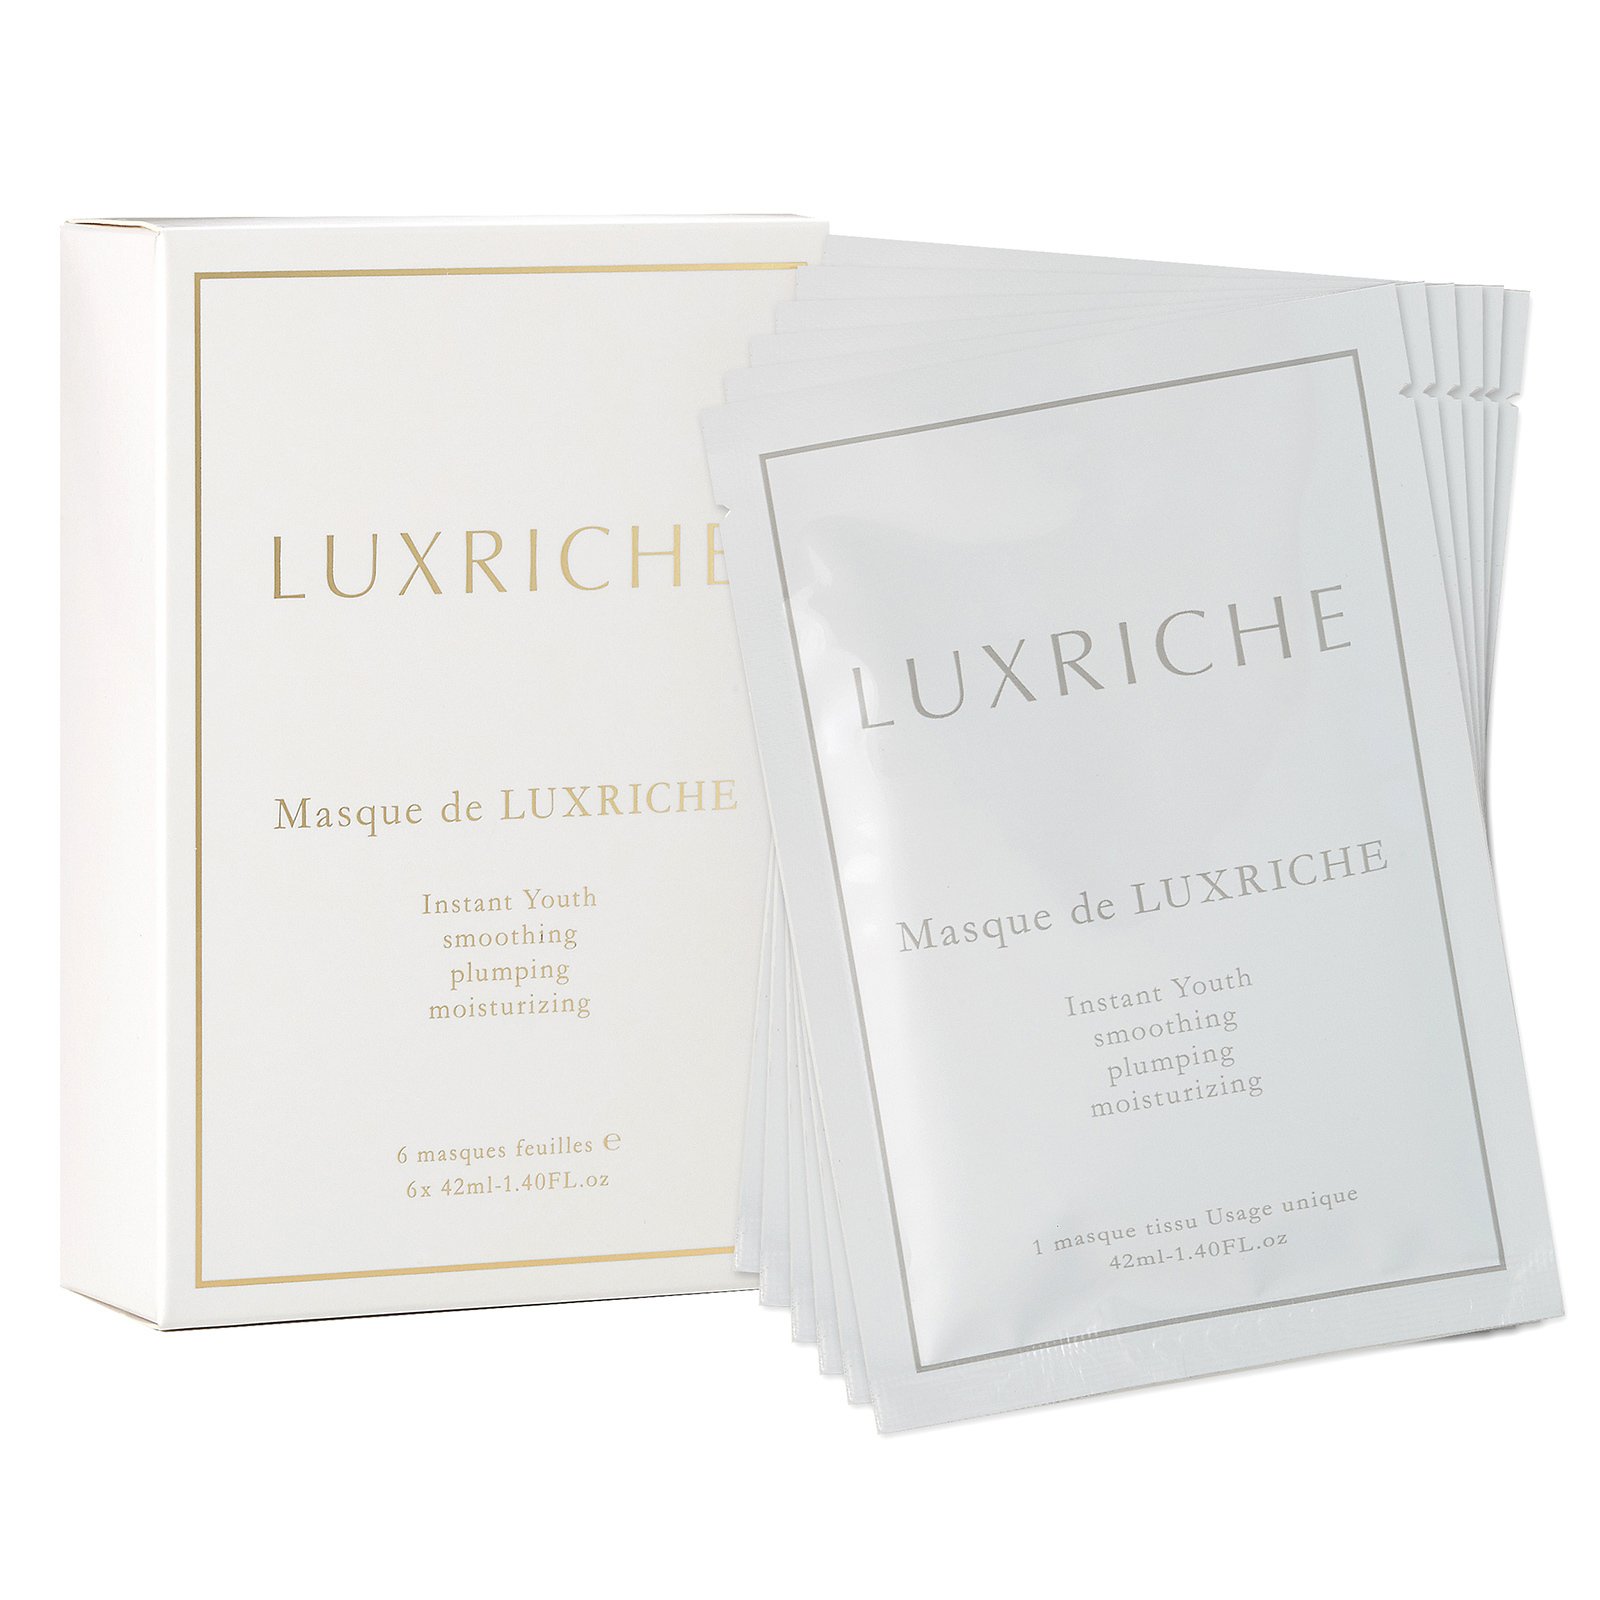 LUXRICHE
Masque de LUXRICHE
Instant Youth
smoothing
plumping
moisturizing
6 masques feuilles ℮
6x 42ml-1.40FL.oz
LUXRICHE
Masque de LUXRICHE
Instant Youth
smoothing
plumping
moisturizing
1 masque tissu Usage unique
42ml-1.40FL.oz